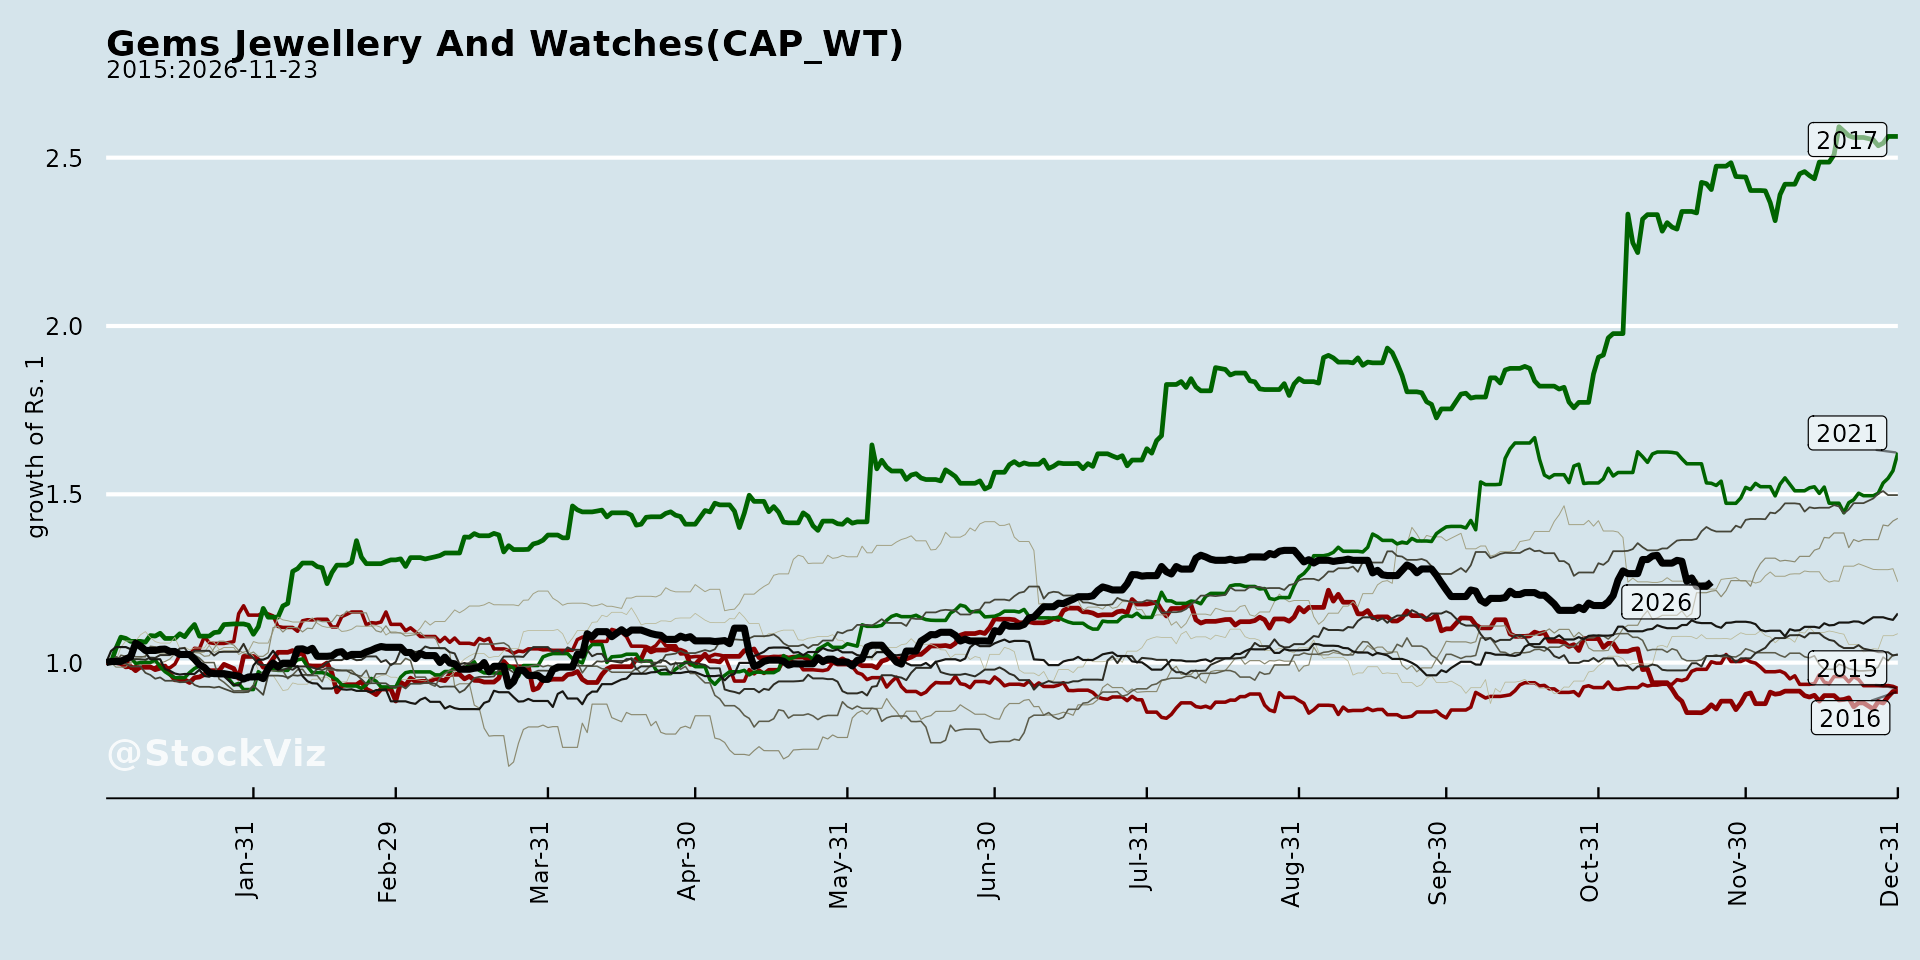 Gems Jewellery And Watches(CAP_WT)
2015:2026-11-23
growth of Rs. 1
2.5
2.0
1.5
1.0
2017
2021
2026
2015
2016
@StockViz
Jan-31
Feb-29
Mar-31
Apr-30
May-31
Jun-30
Jul-31
Aug-31
Sep-30
Oct-31
Nov-30
Dec-31